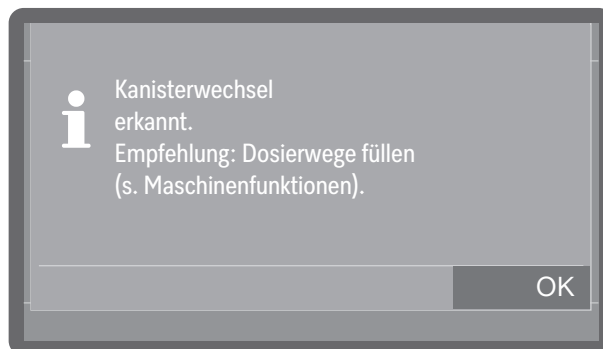 Kanisterwechsel
erkannt.
Empfehlung: Dosierwege füllen
(s. Maschinenfunktionen).
OK